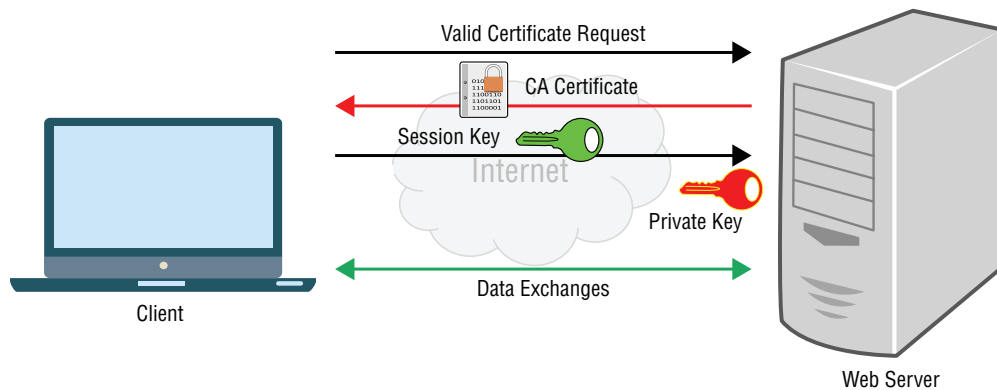 Valid Certificate Request
CA Certificate
Session Key
Internet
Private Key
Data Exchanges
Client
Web Server